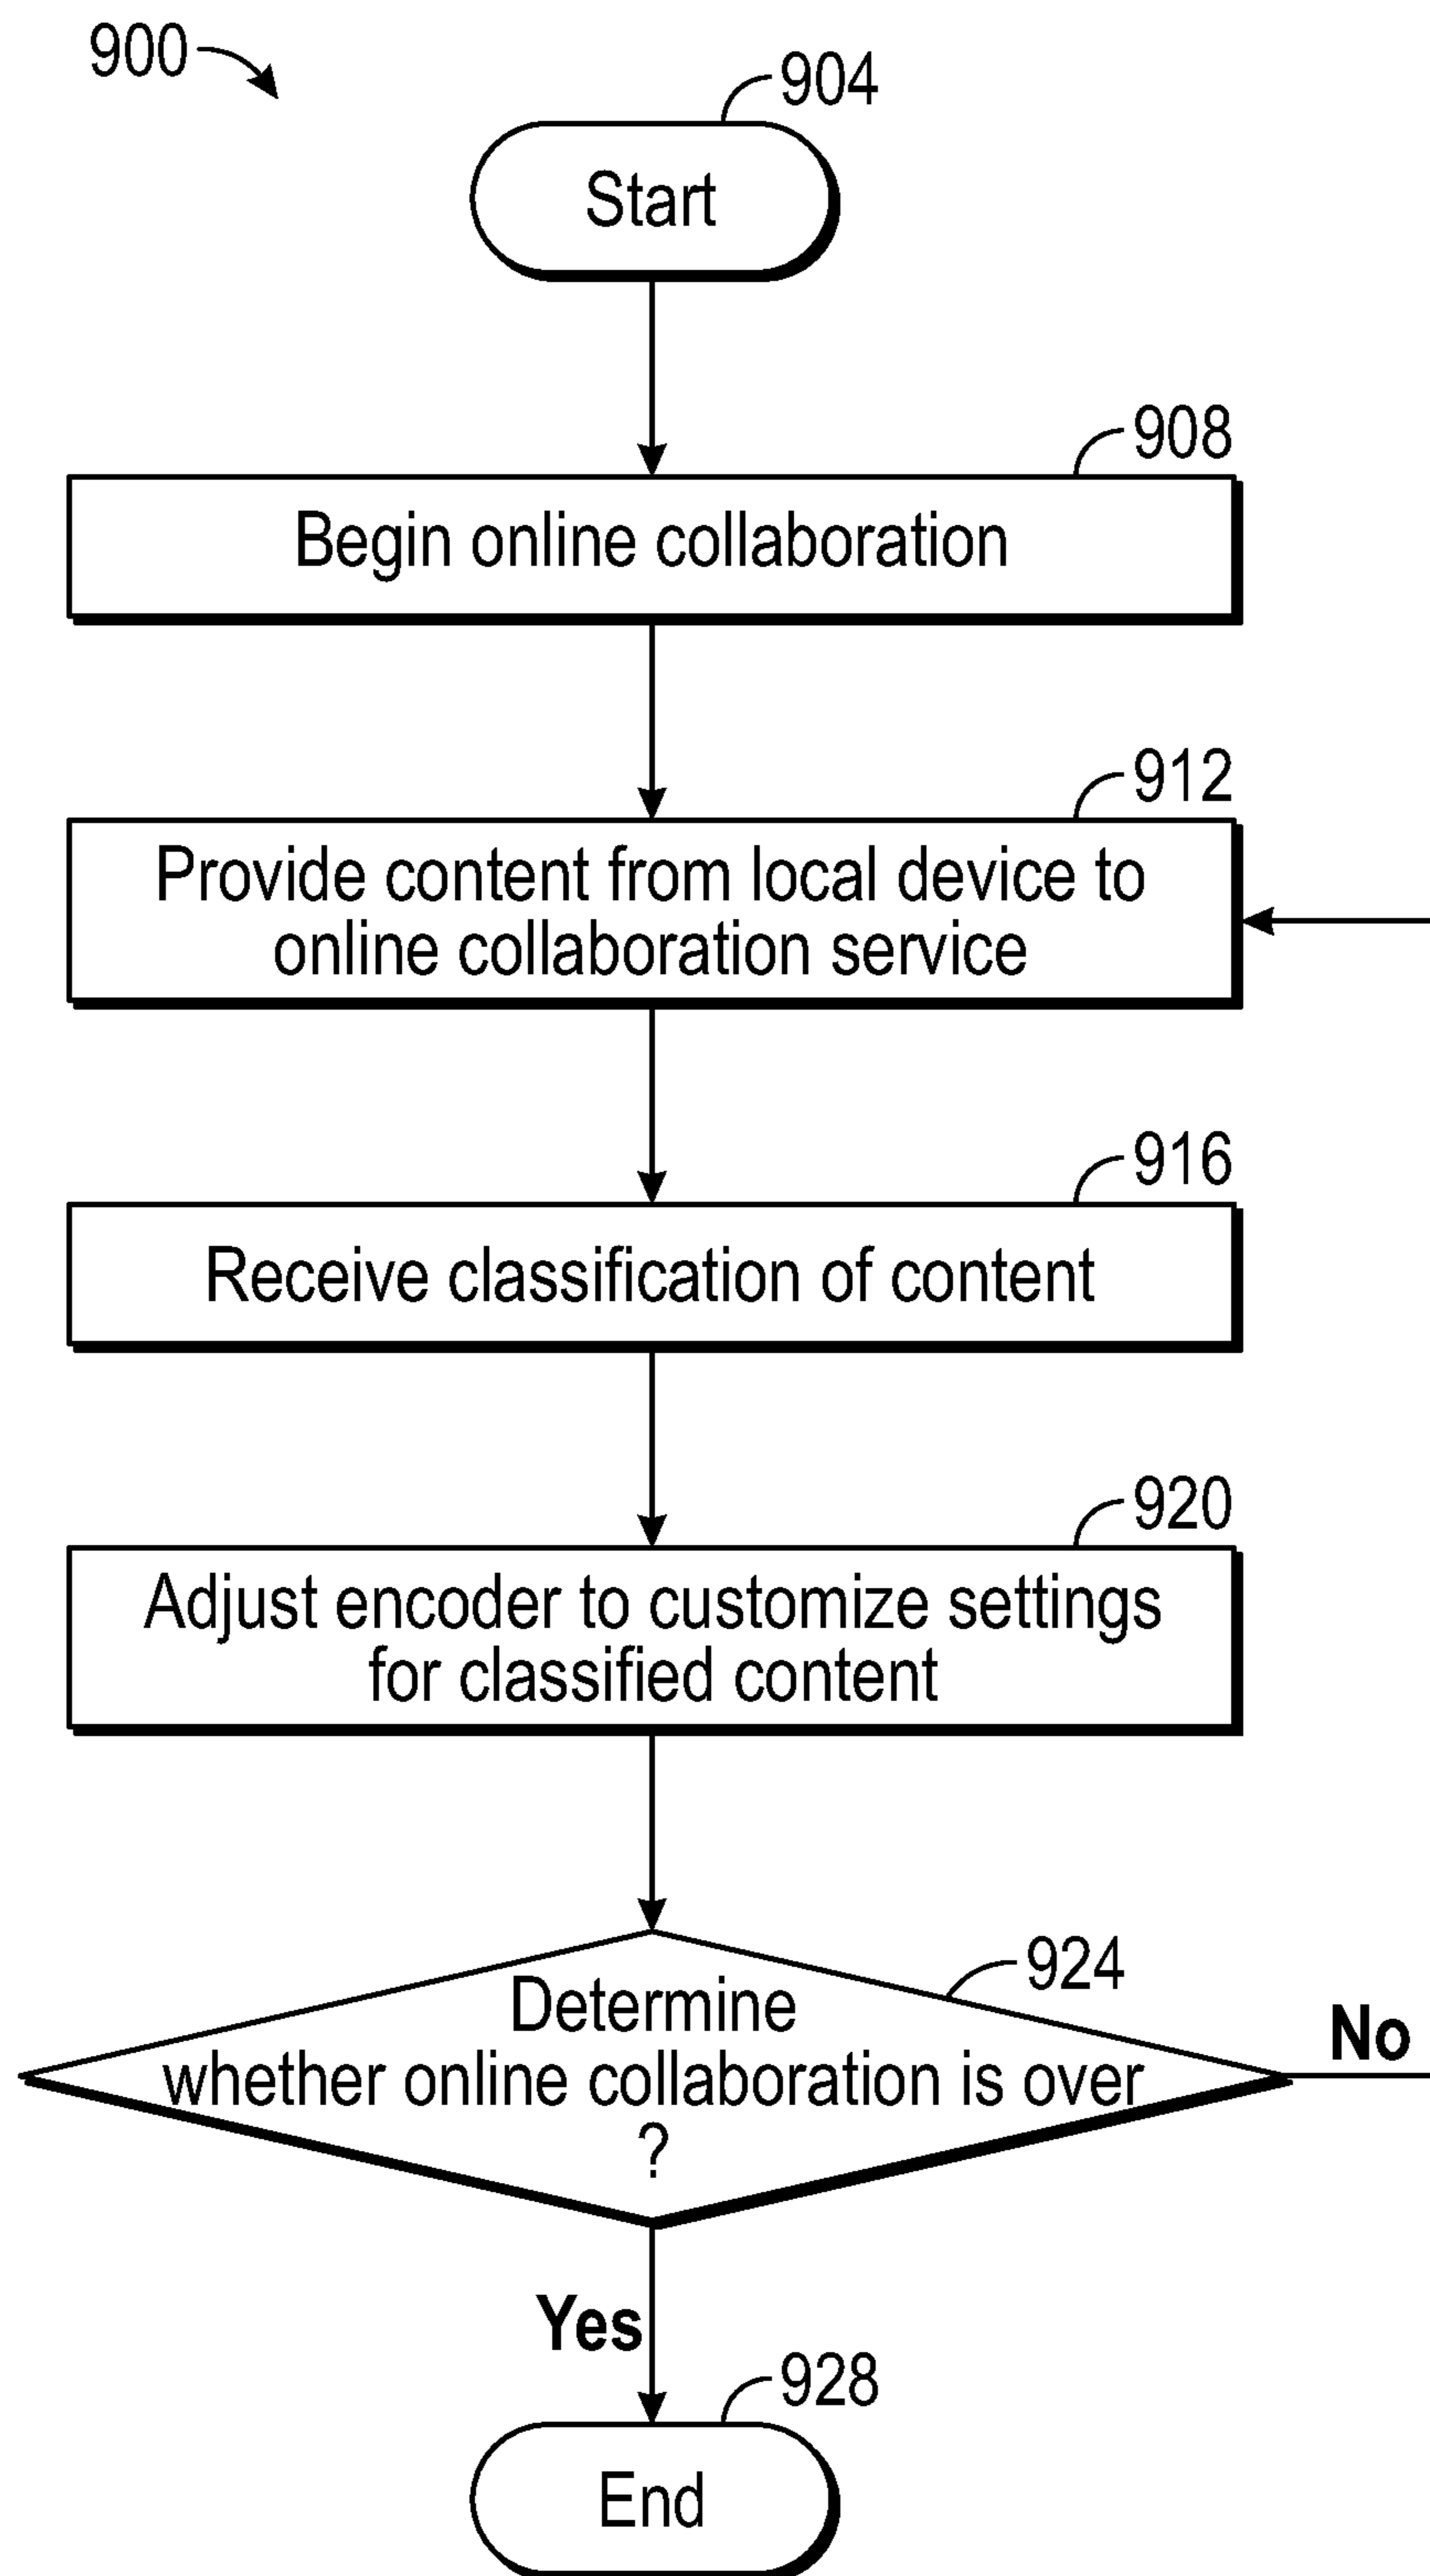 900
904
Start
908
Begin online collaboration
912
Provide content from local device to
online collaboration service
916
Receive classification of content
920
Adjust encoder to customize settings
for classified content
924
Determine
whether online collaboration is over
?
No
Yes
928
End